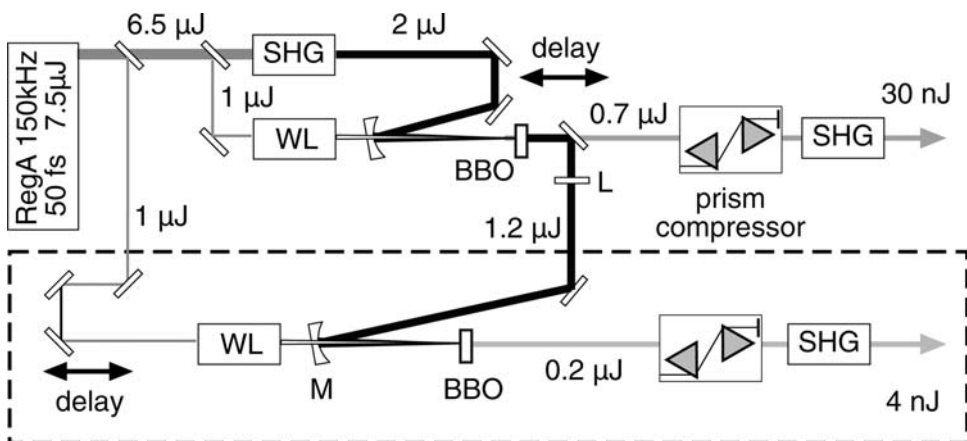 RegA 150kHz
50 fs 7.5µJ
6.5 µJ
SHG
2 µJ
delay
1 µJ
WL
BBO
0.7 µJ
prism
compressor
SHG
30 nJ
L
1 µJ
1.2 µJ
WL
M
BBO
0.2 µJ
SHG
4 nJ
delay